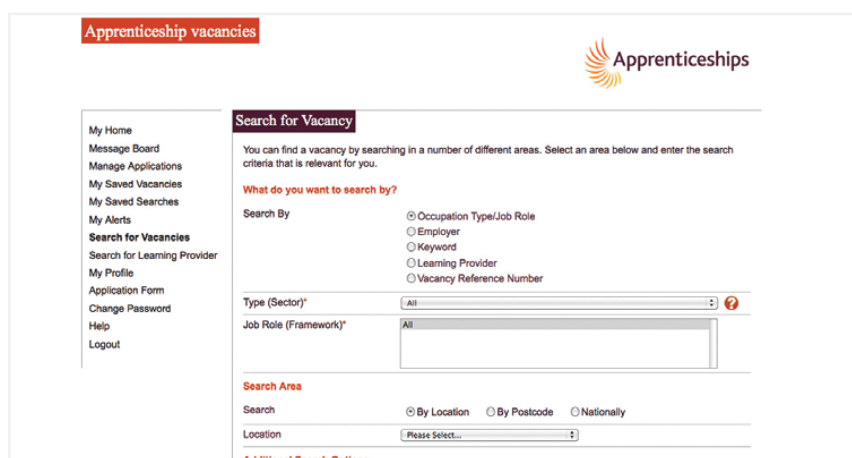 Apprenticeship vacancies
Apprenticeships
My Home
Message Board
Manage Applications
My Saved Vacancies
My Saved Searches
My Alerts
Search for Vacancies
Search for Learning Provider
My Profile
Application Form
Change Password
Help
Logout
Search for Vacancy
You can find a vacancy by searching in a number of different areas. Select an area below and enter the search
criteria that is relevant for you.
What do you want to search by?
Search By
Occupation Type/Job Role
Employer
Keyword
Learning Provider
Vacancy Reference Number
Type (Sector)* All ?
Job Role (Framework)* All
Search Area
Search By Location By Postcode Nationally
Location Please Select...
Additional Search Options